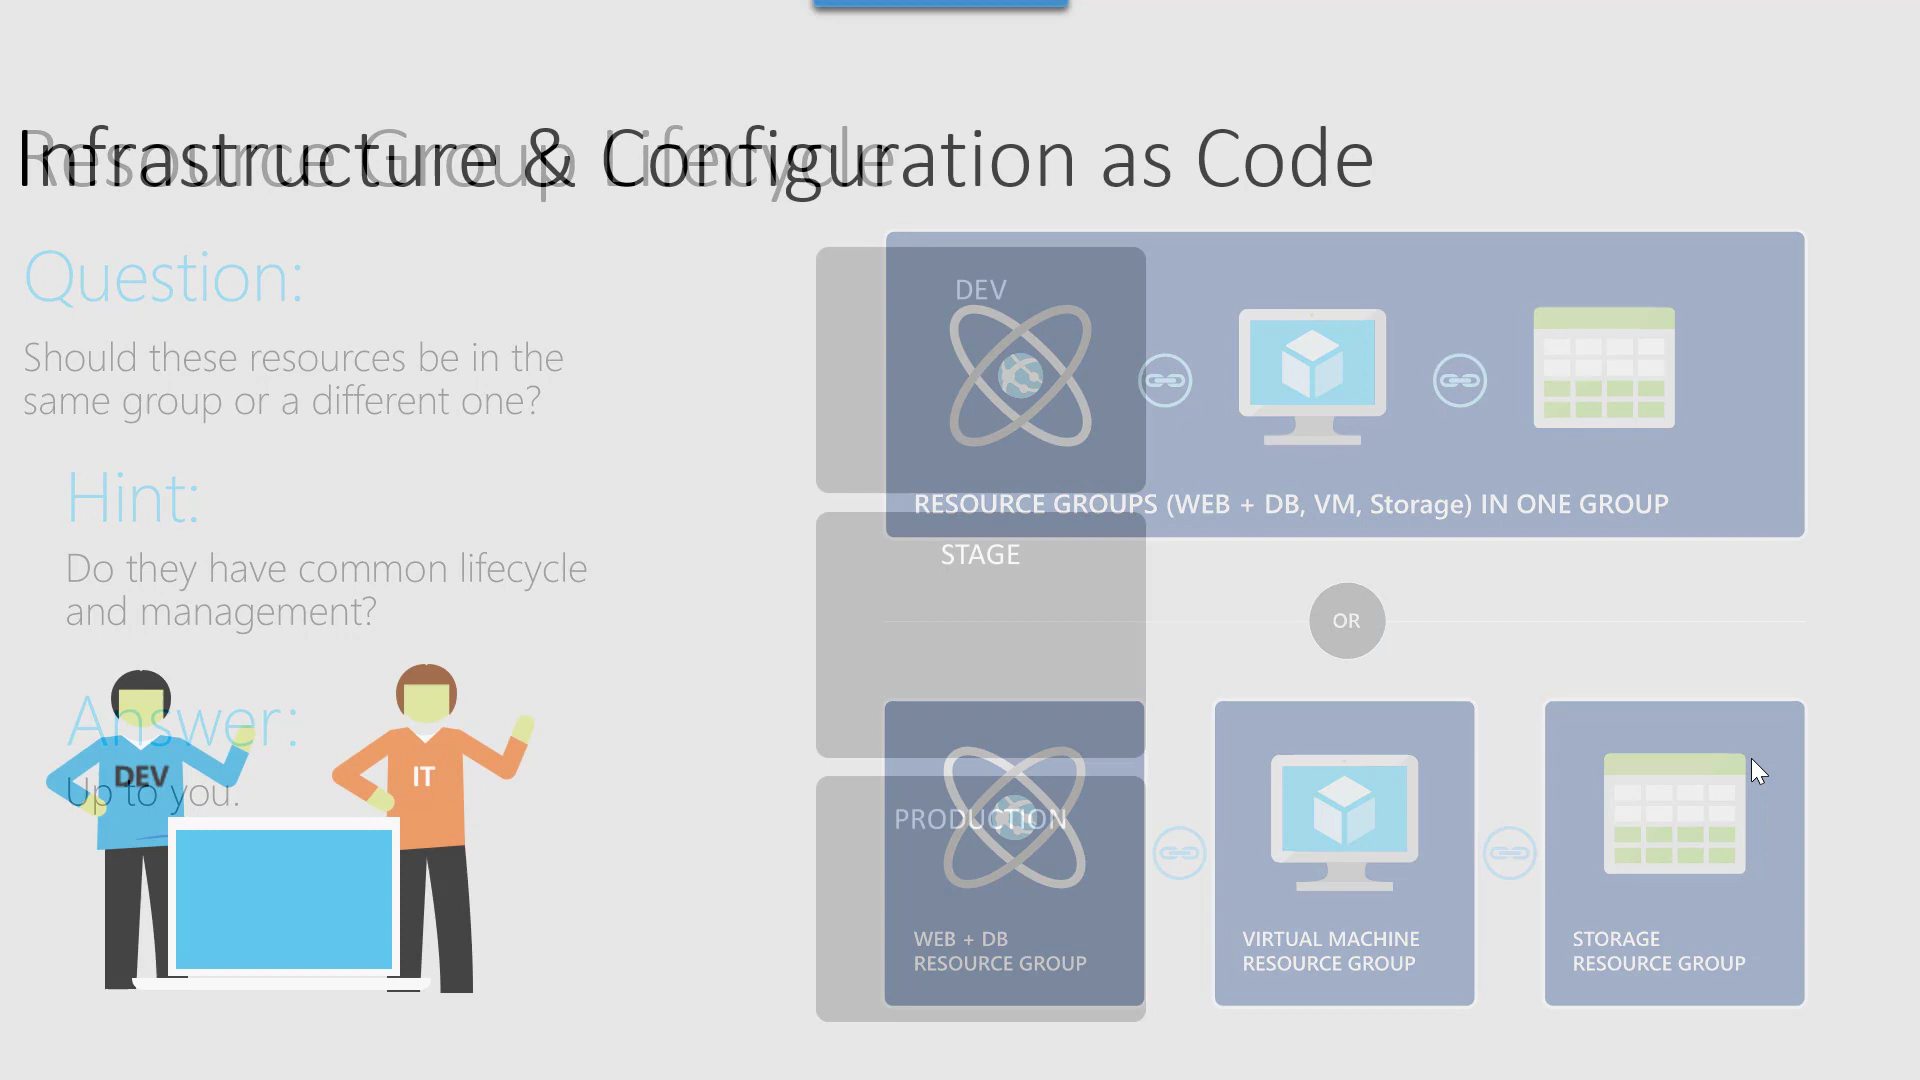 Infrastructure & Configuration as Code
Resource Group Lifecycle
Question:
Should these resources be in the
same group or a different one?
Hint:
Do they have common lifecycle
and management?
Answer:
Up to you.
DEV
IT
DEV
RESOURCE GROUPS (WEB + DB, VM, Storage) IN ONE GROUP
STAGE
OR
PRODUCTION
WEB + DB
RESOURCE GROUP
VIRTUAL MACHINE
RESOURCE GROUP
STORAGE
RESOURCE GROUP